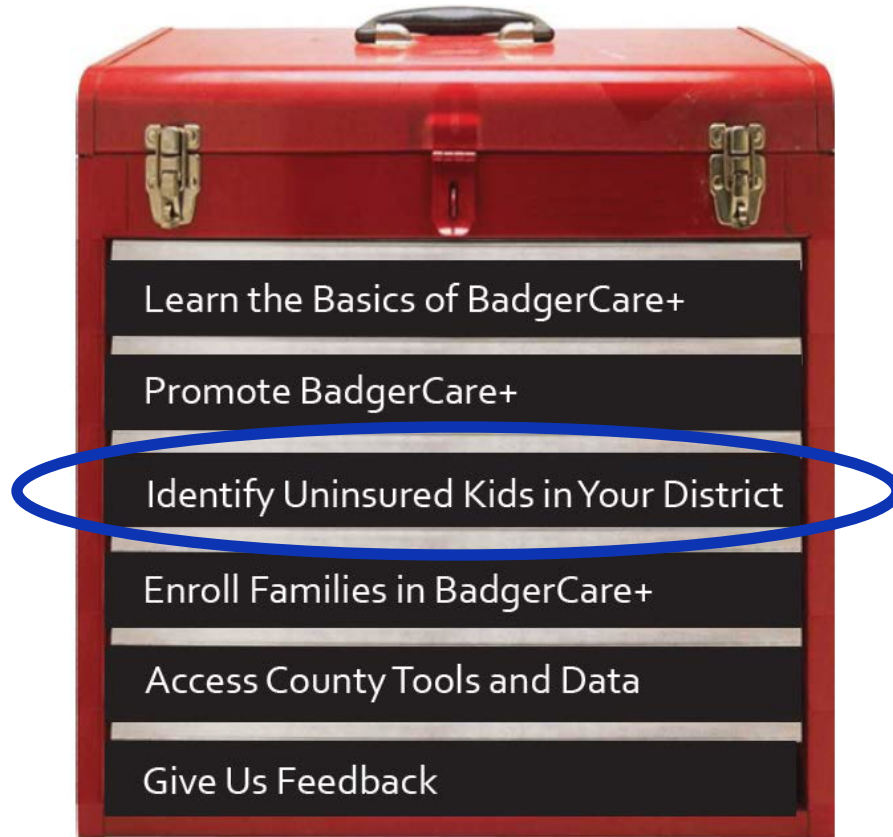 Learn the Basics of BadgerCare+
Promote BadgerCare+
Identify Uninsured Kids in Your District
Enroll Families in BadgerCare+
Access County Tools and Data
Give Us Feedback